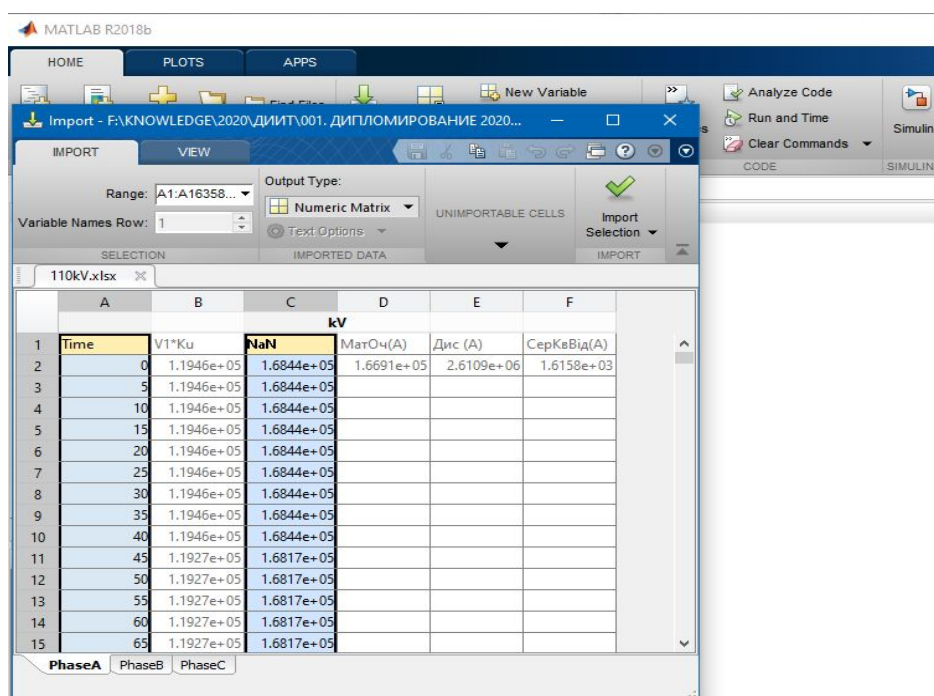 MATLAB R2018b
HOME PLOTS APPS
Find Files New Variable Analyze Code
Run and Time
Clear Commands
Simulin
CODE SIMULIN
Import - F:\KNOWLEDGE\2020\ДИИТ\001. ДИПЛОМИРОВАНИЕ 2020...
IMPORT VIEW
Range: A1:A16358...
Variable Names Row: 1
SELECTION
Output Type:
Numeric Matrix
Text Options
IMPORTED DATA
UNIMPORTABLE CELLS
Import
Selection
IMPORT
110kV.xlsx
A B C D E F
kV
1 Time V1*Ku NaN МатОч(А) Дис (А) СерКвВід(А)
2 0 1.1946e+05 1.6844e+05 1.6691e+05 2.6109e+06 1.6158e+03
3 5 1.1946e+05 1.6844e+05
4 10 1.1946e+05 1.6844e+05
5 15 1.1946e+05 1.6844e+05
6 20 1.1946e+05 1.6844e+05
7 25 1.1946e+05 1.6844e+05
8 30 1.1946e+05 1.6844e+05
9 35 1.1946e+05 1.6844e+05
10 40 1.1946e+05 1.6844e+05
11 45 1.1927e+05 1.6817e+05
12 50 1.1927e+05 1.6817e+05
13 55 1.1927e+05 1.6817e+05
14 60 1.1927e+05 1.6817e+05
15 65 1.1927e+05 1.6817e+05
PhaseA PhaseB PhaseC